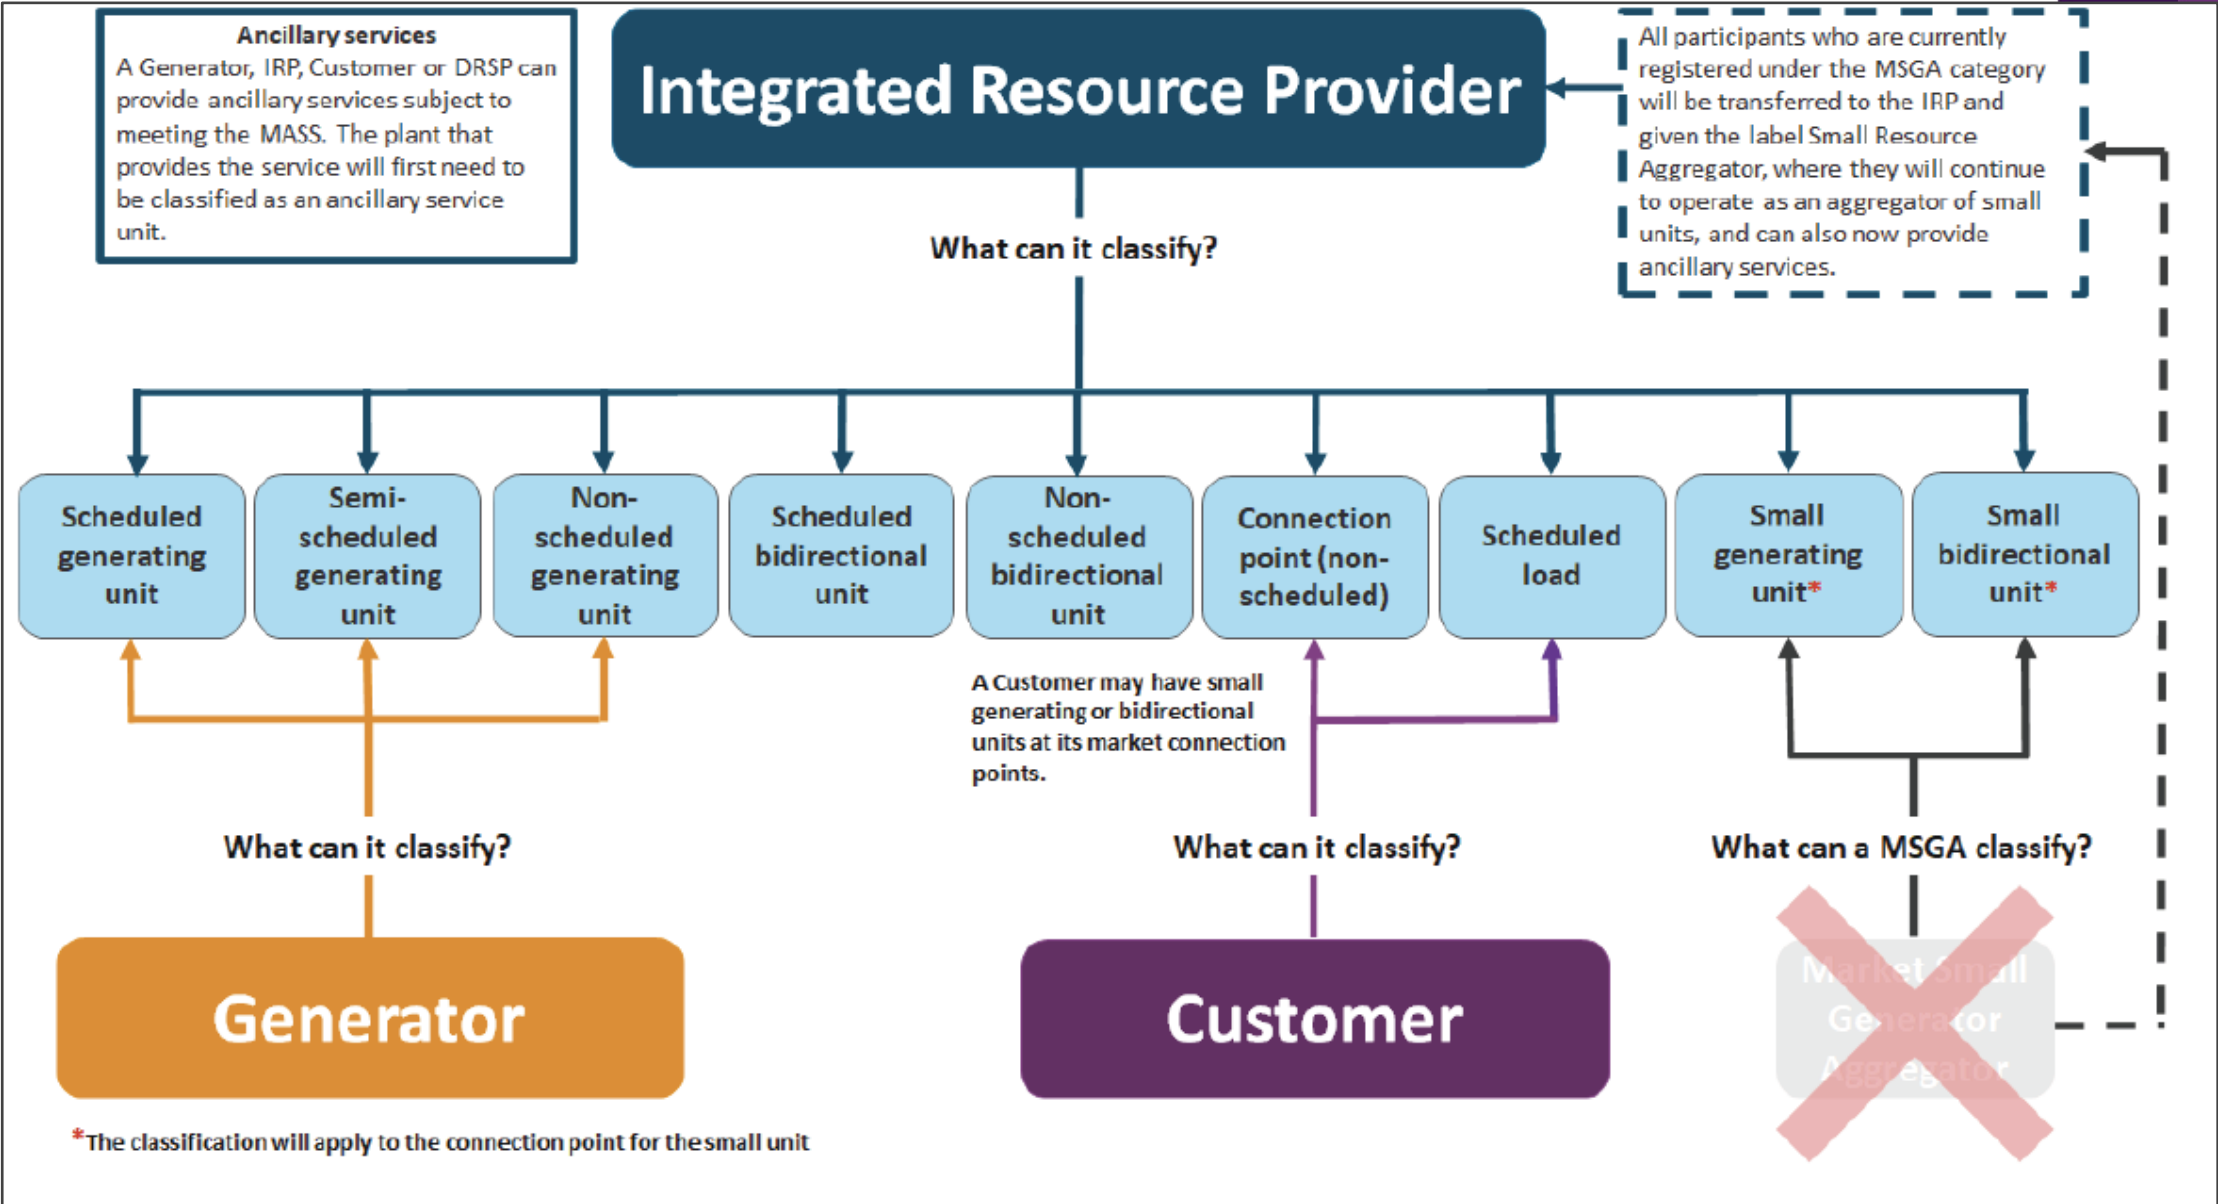 Ancillary services
A Generator, IRP, Customer or DRSP can
provide ancillary services subject to
meeting the MASS. The plant that
provides the service will first need to
be classified as an ancillary service
unit.
Integrated Resource Provider
All participants who are currently
registered under the MSGA category
will be transferred to the IRP and
given the label Small Resource
Aggregator, where they will continue
to operate as an aggregator of small
units, and can also now provide
ancillary services.
What can it classify?
Scheduled
generating
unit
Semi-
scheduled
generating
unit
Non-
scheduled
generating
unit
Scheduled
bidirectional
unit
Non-
scheduled
bidirectional
unit
Connection
point (non-
scheduled)
Scheduled
load
Small
generating
unit*
Small
bidirectional
unit*
A Customer may have small
generating or bidirectional
units at its market connection
points.
What can it classify?
What can it classify?
What can a MSGA classify?
Generator
Customer
Market Small
Generator
Aggregator
*The classification will apply to the connection point for the small unit